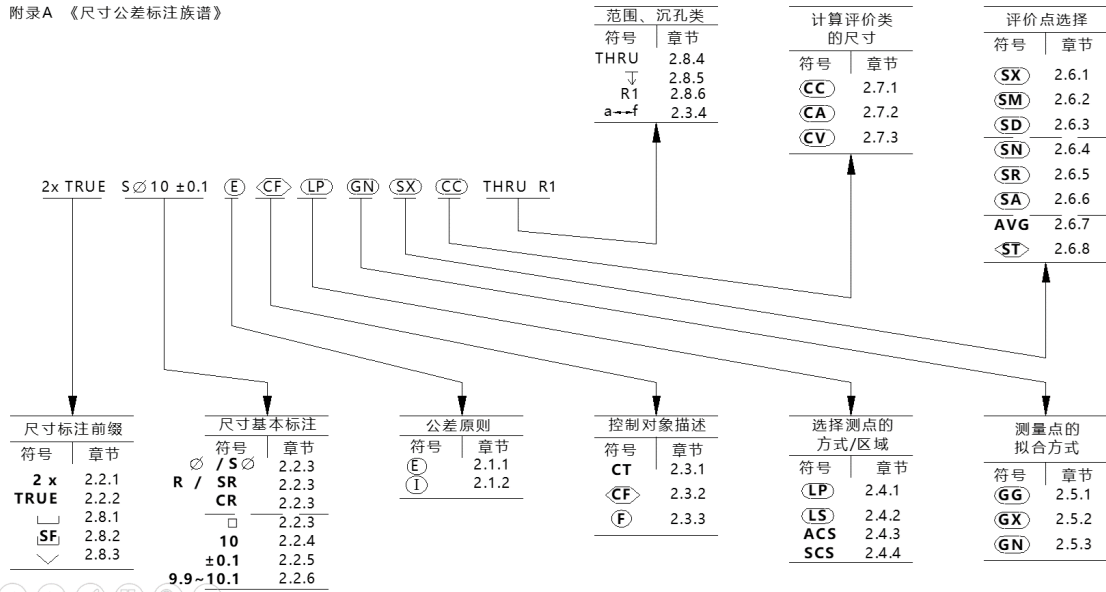 附录A 《尺寸公差标注族谱》
范围、沉孔类
符号 章节
THRU 2.8.4
↧ 2.8.5
R1 2.8.6
a↔f 2.3.4
计算评价类
的尺寸
符号 章节
CC 2.7.1
CA 2.7.2
CV 2.7.3
评价点选择
符号 章节
SX 2.6.1
SM 2.6.2
SD 2.6.3
SN 2.6.4
SR 2.6.5
SA 2.6.6
AVG 2.6.7
ST 2.6.8
2x TRUE S∅10 ±0.1 Ⓔ CF LP GN SX CC THRU R1
尺寸标注前缀
符号 章节
2 x 2.2.1
TRUE 2.2.2
⌴ 2.8.1
SF 2.8.2
⌵ 2.8.3
尺寸基本标注
符号 章节
∅ / S∅ 2.2.3
R / SR 2.2.3
CR 2.2.3
□ 2.2.3
10 2.2.4
±0.1 2.2.5
9.9~10.1 2.2.6
公差原则
符号 章节
Ⓔ 2.1.1
Ⓘ 2.1.2
控制对象描述
符号 章节
CT 2.3.1
CF 2.3.2
Ⓕ 2.3.3
选择测点的
方式/区域
符号 章节
LP 2.4.1
LS 2.4.2
ACS 2.4.3
SCS 2.4.4
测量点的
拟合方式
符号 章节
GG 2.5.1
GX 2.5.2
GN 2.5.3